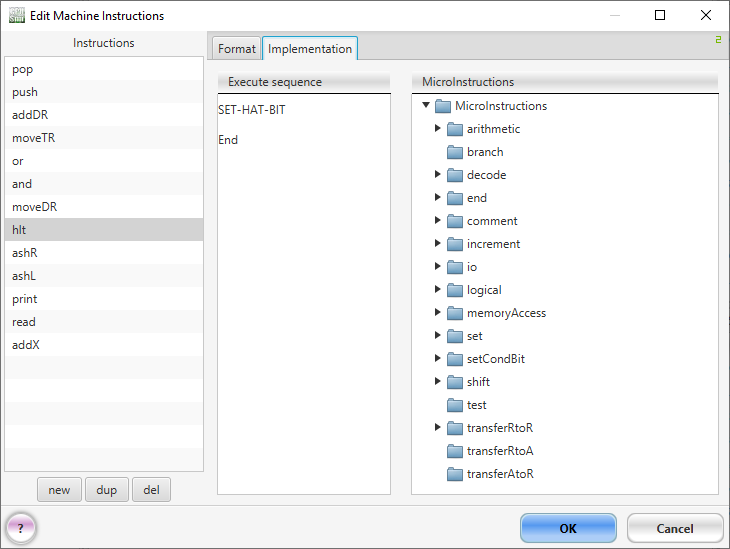 Edit Machine Instructions
Instructions
pop
push
addDR
moveTR
or
and
moveDR
hlt
ashR
ashL
print
read
addX
new dup del
Format Implementation
2
Execute sequence
SET-HAT-BIT
End
MicroInstructions
MicroInstructions
arithmetic
branch
decode
end
comment
increment
io
logical
memoryAccess
set
setCondBit
shift
test
transferRtoR
transferRtoA
transferAtoR
?
OK Cancel